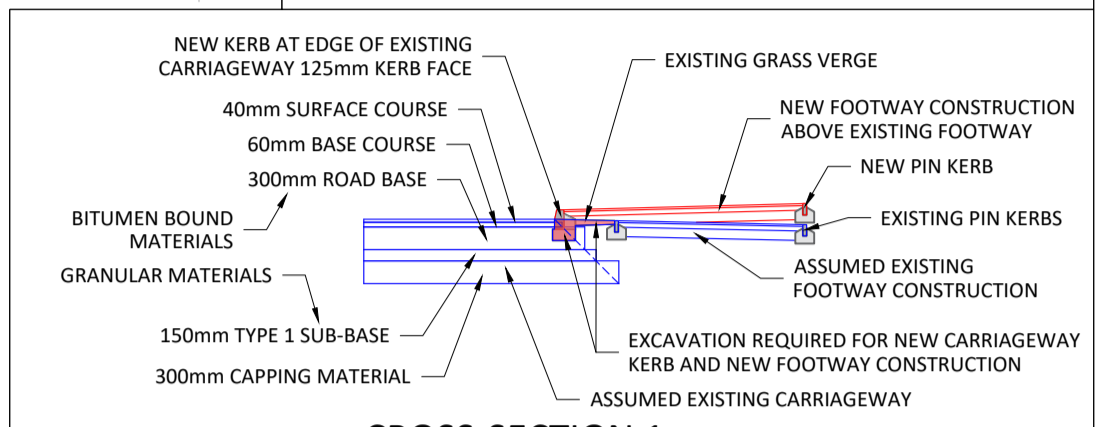 NEW KERB AT EDGE OF EXISTING
CARRIAGEWAY 125mm KERB FACE
40mm SURFACE COURSE
60mm BASE COURSE
300mm ROAD BASE
BITUMEN BOUND
MATERIALS
GRANULAR MATERIALS
150mm TYPE 1 SUB-BASE
300mm CAPPING MATERIAL
EXISTING GRASS VERGE
NEW FOOTWAY CONSTRUCTION
ABOVE EXISTING FOOTWAY
NEW PIN KERB
EXISTING PIN KERBS
ASSUMED EXISTING
FOOTWAY CONSTRUCTION
EXCAVATION REQUIRED FOR NEW CARRIAGEWAY
KERB AND NEW FOOTWAY CONSTRUCTION
ASSUMED EXISTING CARRIAGEWAY
CROSS-SECTION 1